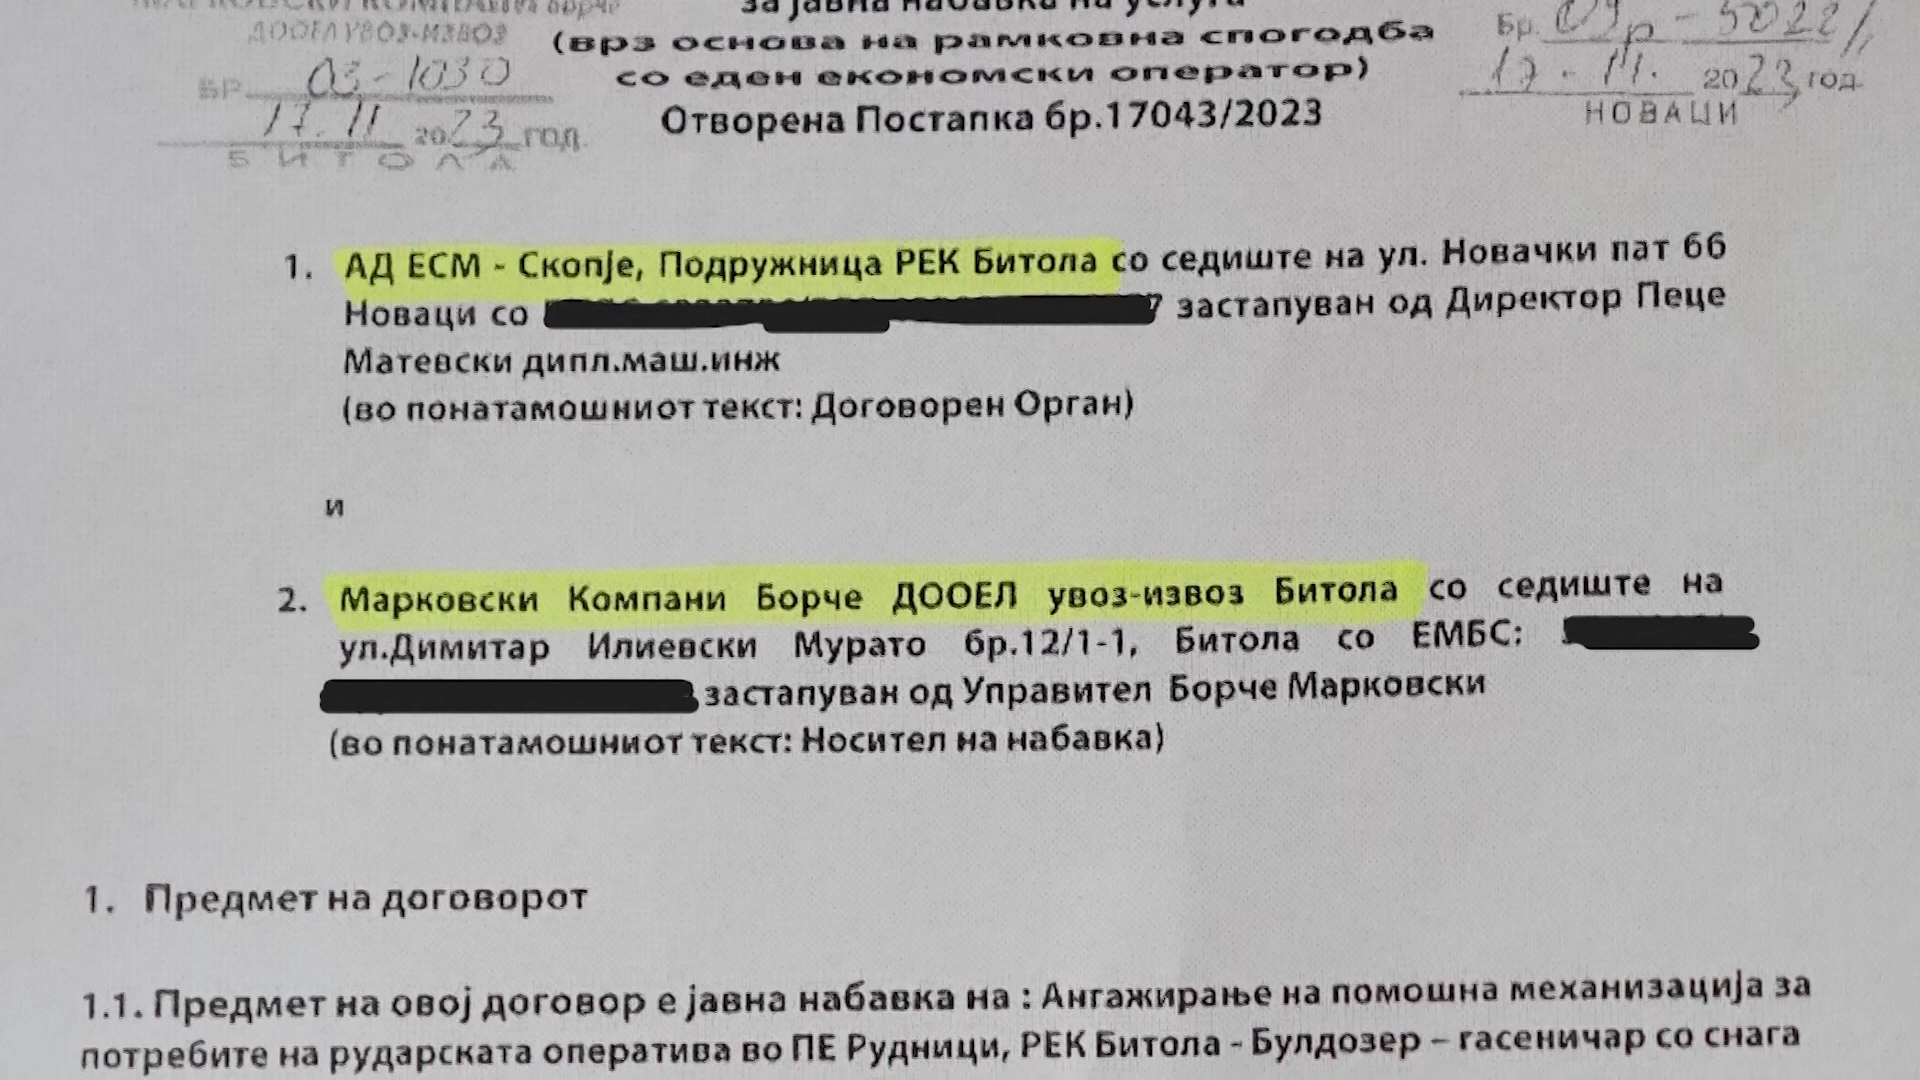 ДООЕЛ УВОЗ-ИЗВОЗ
БР. 03-1030
17.11 2023 год.
БИТОЛА
за јавна набавка на услуга
(врз основа на рамковна спогодба
со еден економски оператор)
Отворена Постапка бр.17043/2023
Бр.
17.11. 2023 год.
НОВАЦИ
1. АД ЕСМ - Скопје, Подружница РЕК Битола со седиште на ул. Новачки пат бб
Новаци со застапуван од Директор Пеце
Матевски дипл.маш.инж
(во понатамошниот текст: Договорен Орган)
и
2. Марковски Компани Борче ДООЕЛ увоз-извоз Битола со седиште на
ул.Димитар Илиевски Мурато бр.12/1-1, Битола со ЕМБС:
застапуван од Управител Борче Марковски
(во понатамошниот текст: Носител на набавка)
1. Предмет на договорот
1.1. Предмет на овој договор е јавна набавка на : Ангажирање на помошна механизација за
потребите на рударската оператива во ПЕ Рудници, РЕК Битола - Булдозер – гасеничар со снага